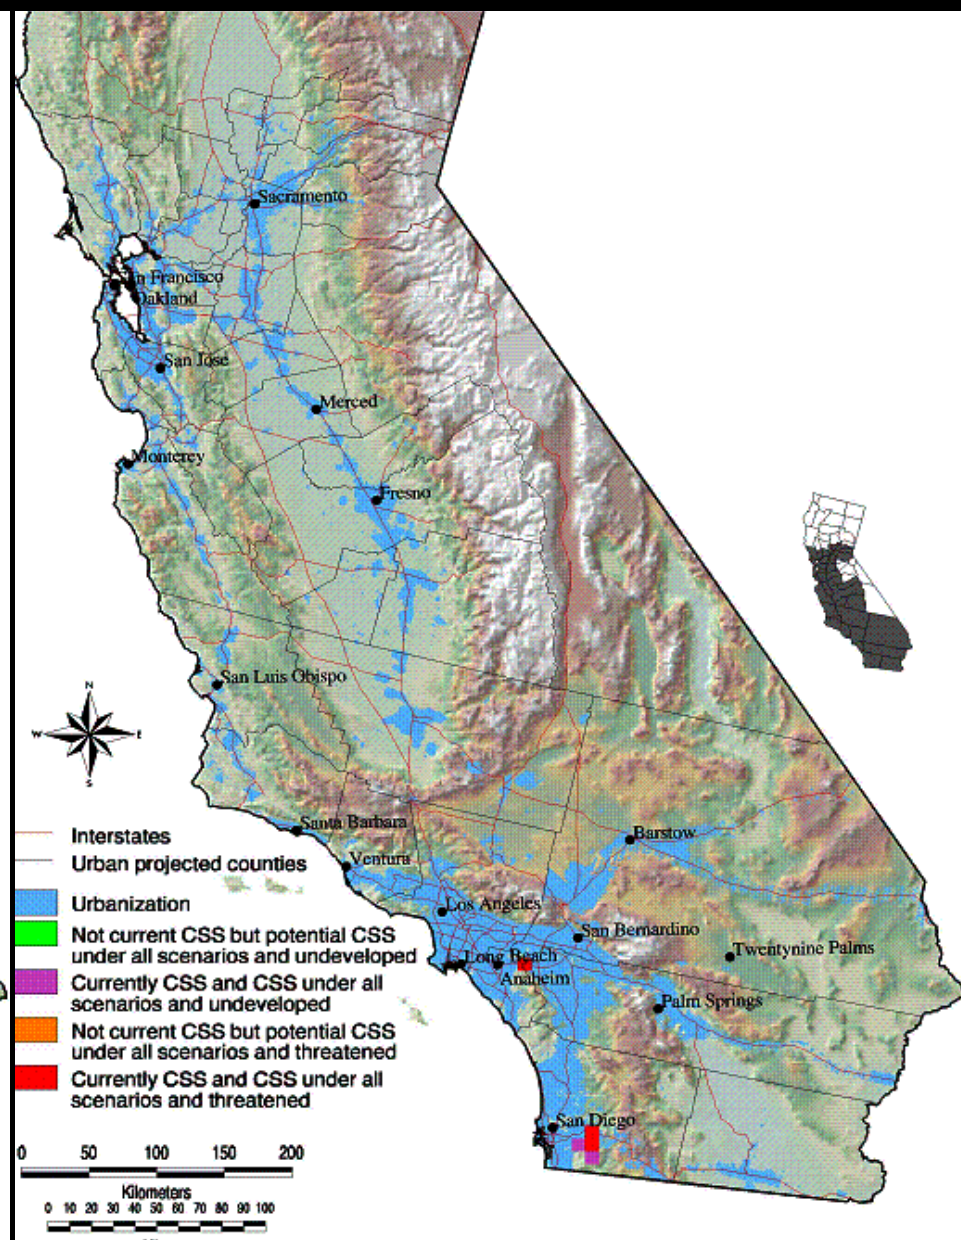 Sacramento
n Francisco
Oakland
San Jose
Merced
Monterey
Fresno
San Luis Obispo
N
W
E
S
Santa Barbara
Barstow
Ventura
Los Angeles
San Bernardino
Twentynine Palms
Long Beach
Anaheim
Palm Springs
San Diego
Interstates
Urban projected counties
Urbanization
Not current CSS but potential CSS
under all scenarios and undeveloped
Currently CSS and CSS under all
scenarios and undeveloped
Not current CSS but potential CSS
under all scenarios and threatened
Currently CSS and CSS under all
scenarios and threatened
0 50 100 150 200
Kilometers
0 10 20 30 40 50 60 70 80 90 100